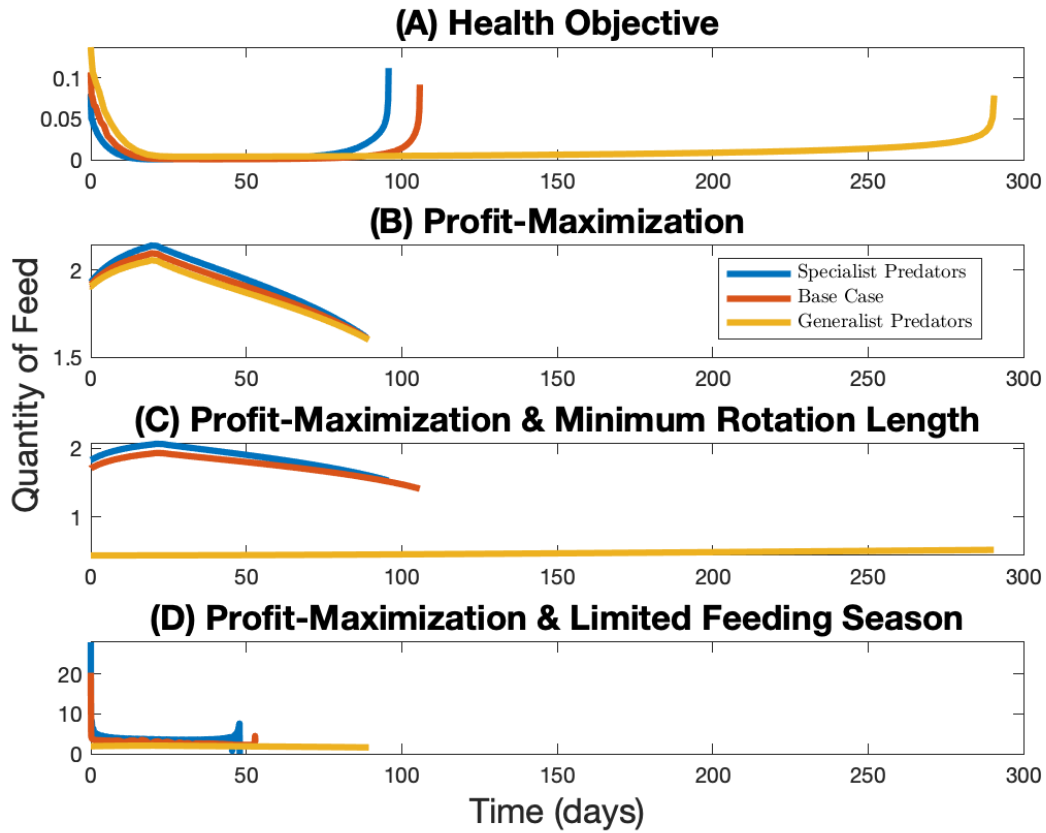 (A) Health Objective
0.1
0.05
0
0 50 100 150 200 250 300
(B) Profit-Maximization
2
1.5
Specialist Predators
Base Case
Generalist Predators
0 50 100 150 200 250 300
(C) Profit-Maximization & Minimum Rotation Length
2
1
0 50 100 150 200 250 300
(D) Profit-Maximization & Limited Feeding Season
20
10
0
0 50 100 150 200 250 300
Quantity of Feed
Time (days)